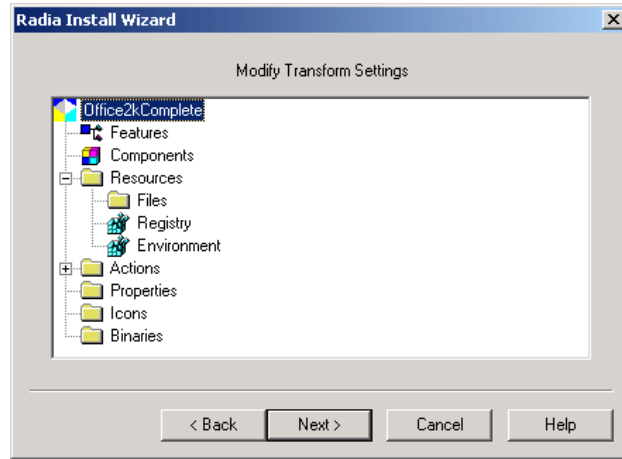 Radia Install Wizard
Modify Transform Settings
Office2kComplete
Features
Components
Resources
Files
Registry
Environment
Actions
Properties
Icons
Binaries
< Back Next > Cancel Help